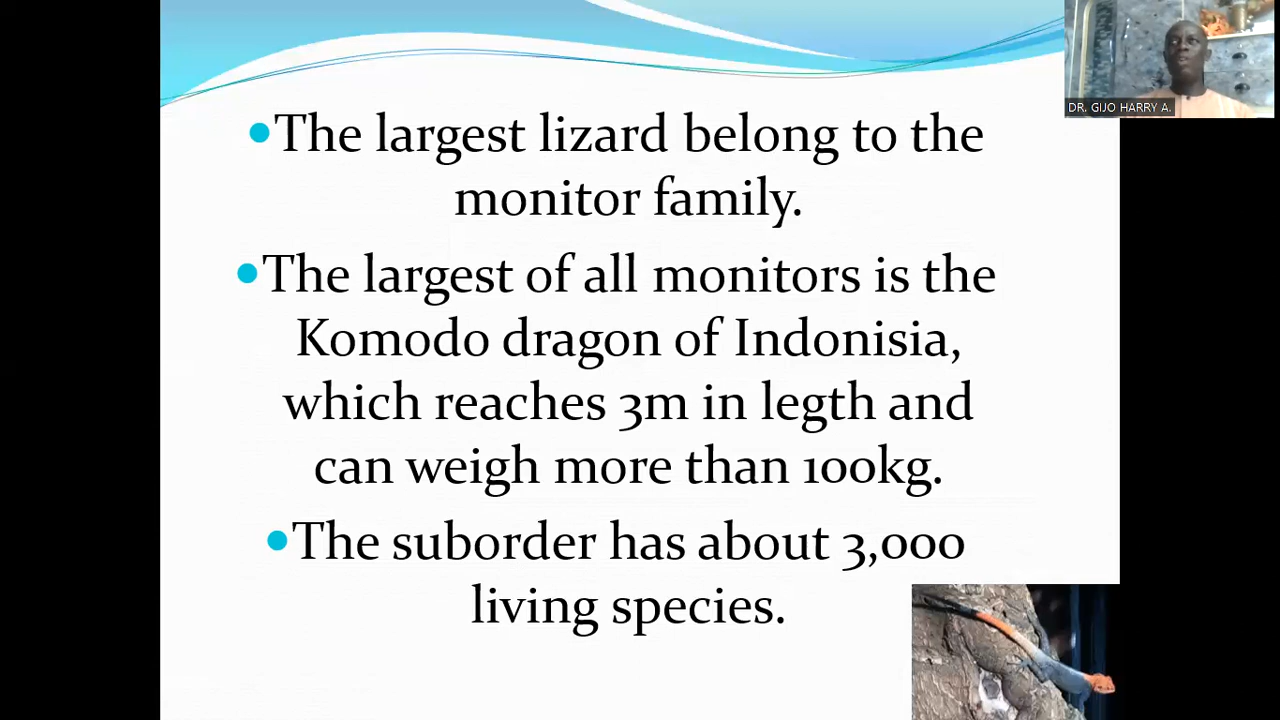 •The largest lizard belong to the
monitor family.
•The largest of all monitors is the
Komodo dragon of Indonisia,
which reaches 3m in legth and
can weigh more than 100kg.
•The suborder has about 3,000
living species.
DR. GIJO HARRY A.